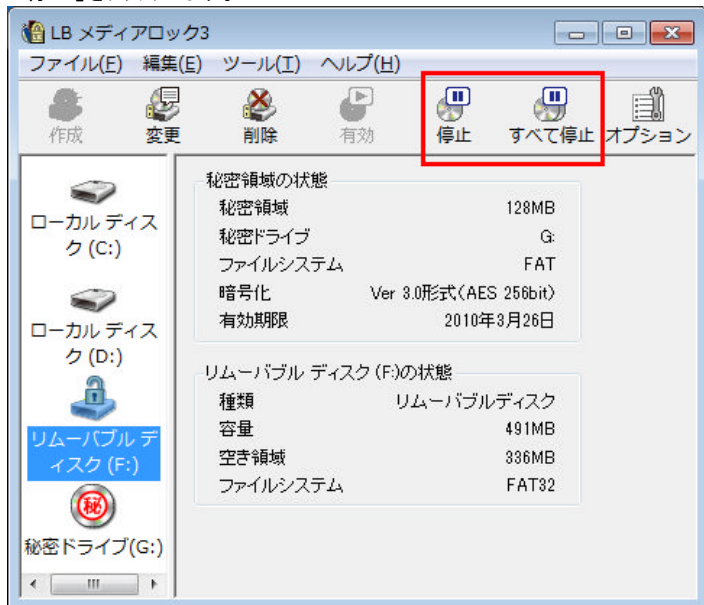 LB メディアロック3
ファイル(F) 編集(E) ツール(T) ヘルプ(H)
作成 変更 削除 有効 停止 すべて停止 オプション
ローカル ディス
ク (C:)
ローカル ディス
ク (D:)
リムーバブル デ
ィスク (F:)
秘
秘密ドライブ(G:)
秘密領域の状態
秘密領域 128MB
秘密ドライブ G:
ファイルシステム FAT
暗号化 Ver 3.0形式(AES 256bit)
有効期限 2010年3月26日
リムーバブル ディスク (F:)の状態
種類 リムーバブルディスク
容量 491MB
空き領域 336MB
ファイルシステム FAT32